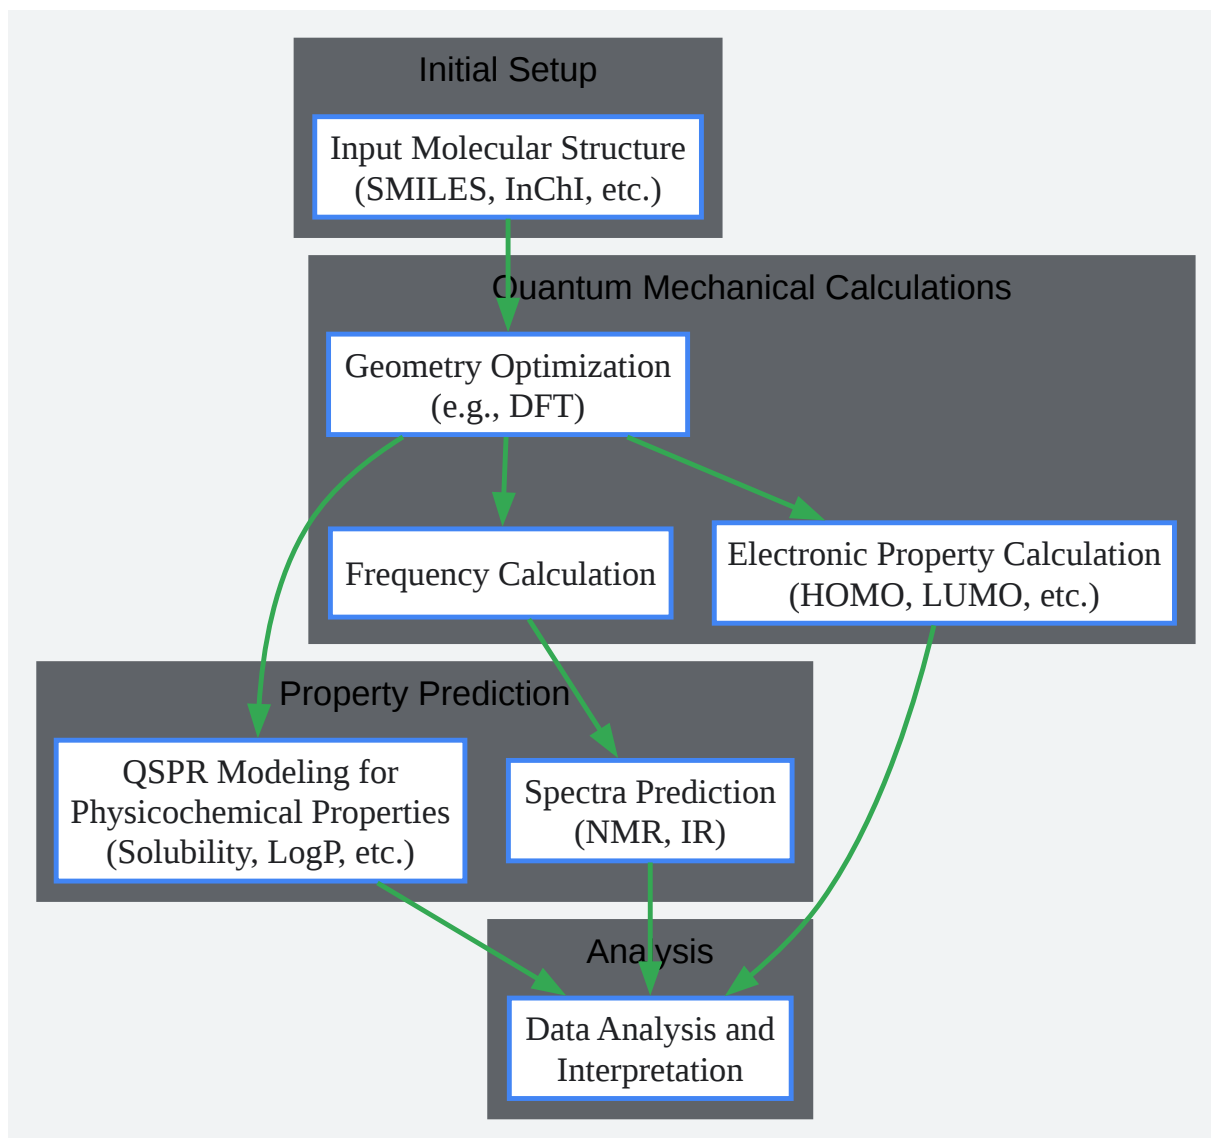 Initial Setup
Input Molecular Structure
(SMILES, InChI, etc.)
Quantum Mechanical Calculations
Geometry Optimization
(e.g., DFT)
Frequency Calculation
Electronic Property Calculation
(HOMO, LUMO, etc.)
Property Prediction
QSPR Modeling for
Physicochemical Properties
(Solubility, LogP, etc.)
Spectra Prediction
(NMR, IR)
Analysis
Data Analysis and
Interpretation